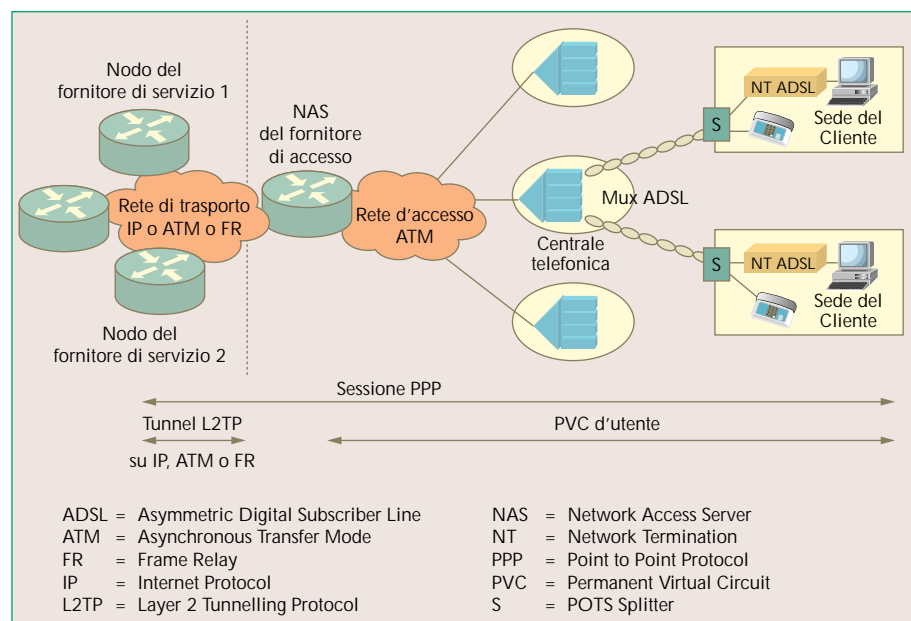 Nodo del
fornitore di servizio 1
NAS
del fornitore
di accesso
Rete di trasporto
IP o ATM o FR
Rete d'accesso
ATM
Nodo del
fornitore di servizio 2
Mux ADSL
Centrale
telefonica
S
NT ADSL
Sede del
Cliente
S
NT ADSL
Sede del
Cliente
Sessione PPP
Tunnel L2TP
su IP, ATM o FR
PVC d'utente
ADSL = Asymmetric Digital Subscriber Line
ATM = Asynchronous Transfer Mode
FR = Frame Relay
IP = Internet Protocol
L2TP = Layer 2 Tunnelling Protocol
NAS = Network Access Server
NT = Network Termination
PPP = Point to Point Protocol
PVC = Permanent Virtual Circuit
S = POTS Splitter